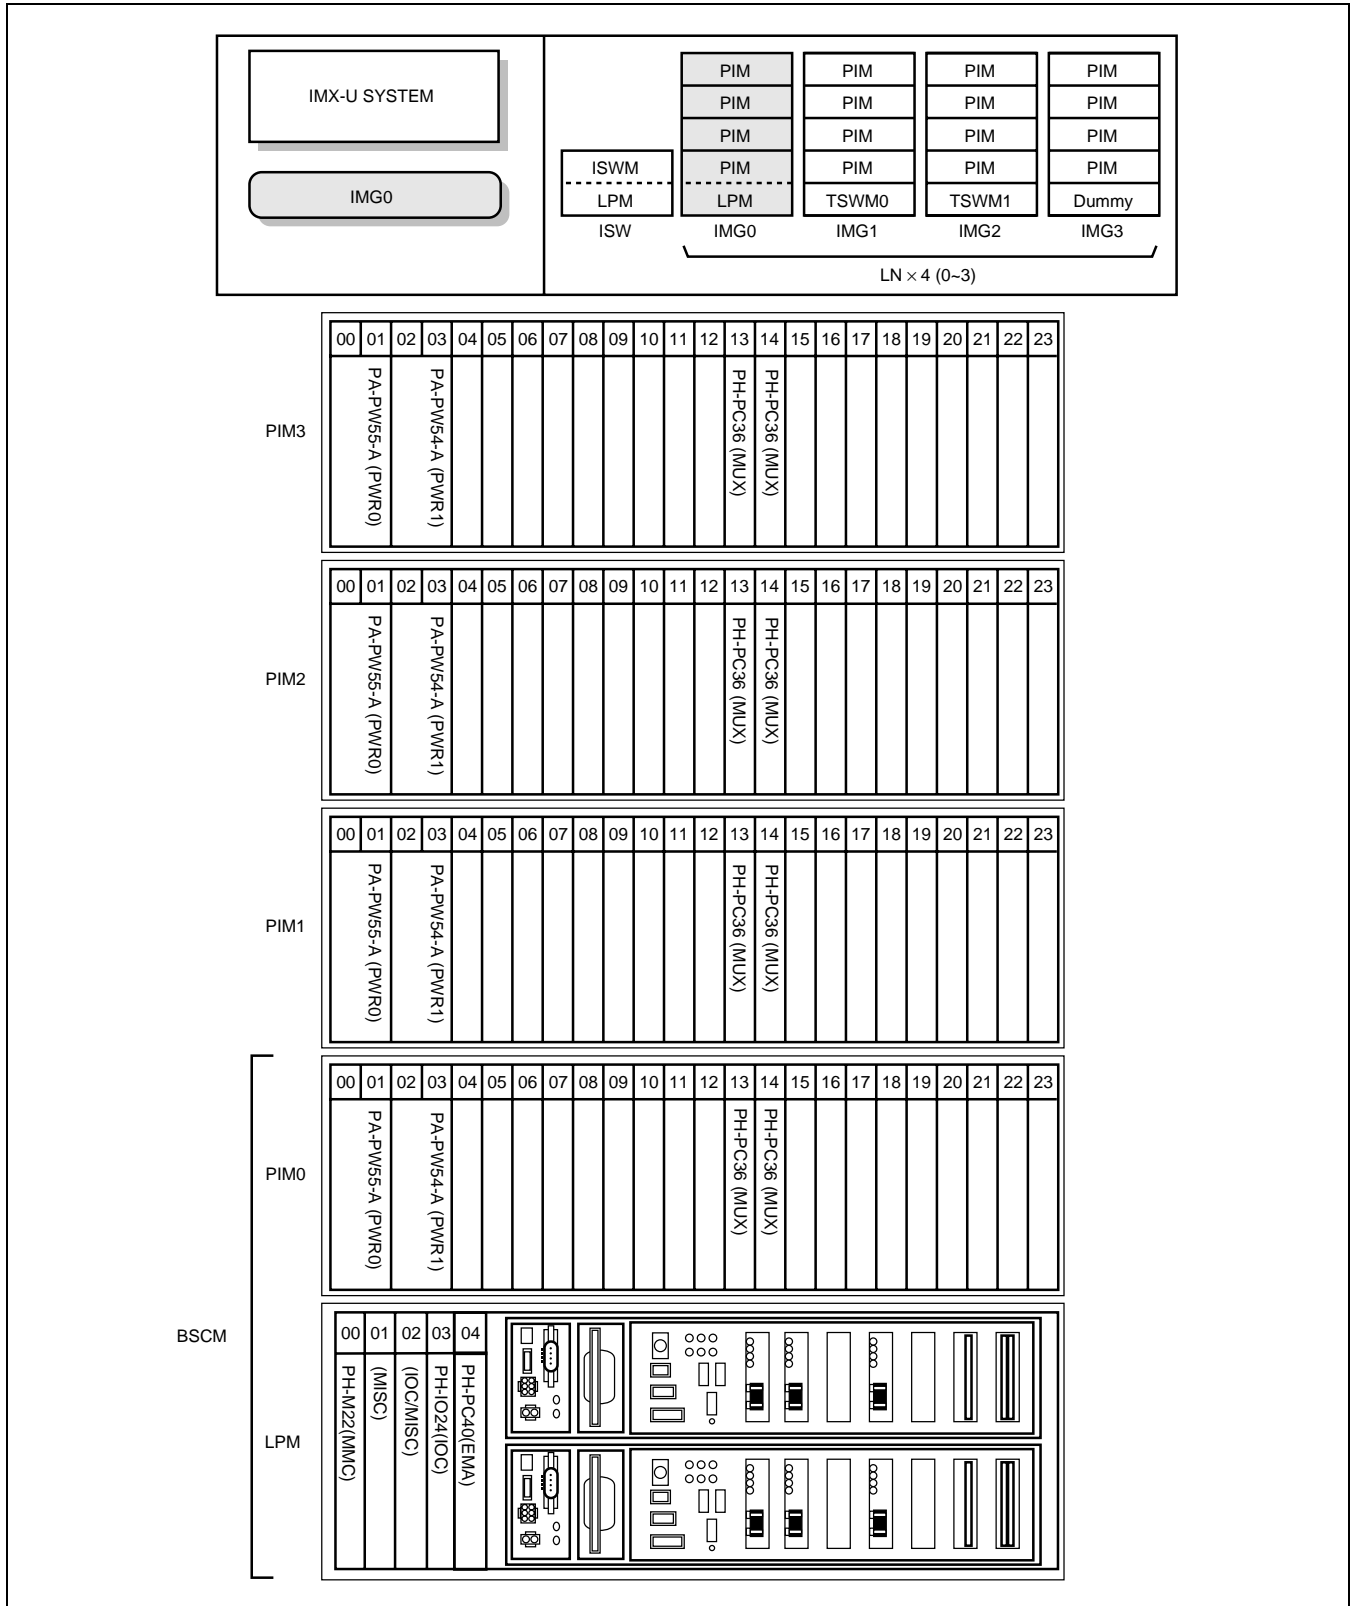 IMX-U SYSTEM
IMG0
PIM PIM PIM PIM
PIM PIM PIM PIM
PIM PIM PIM PIM
ISWM PIM PIM PIM PIM
LPM LPM TSWM0 TSWM1 Dummy
ISW IMG0 IMG1 IMG2 IMG3
LN × 4 (0~3)
PIM3
00 01 02 03 04 05 06 07 08 09 10 11 12 13 14 15 16 17 18 19 20 21 22 23
PA-PW55-A (PWR0)
PA-PW54-A (PWR1)
PH-PC36 (MUX)
PH-PC36 (MUX)
PIM2
00 01 02 03 04 05 06 07 08 09 10 11 12 13 14 15 16 17 18 19 20 21 22 23
PA-PW55-A (PWR0)
PA-PW54-A (PWR1)
PH-PC36 (MUX)
PH-PC36 (MUX)
PIM1
00 01 02 03 04 05 06 07 08 09 10 11 12 13 14 15 16 17 18 19 20 21 22 23
PA-PW55-A (PWR0)
PA-PW54-A (PWR1)
PH-PC36 (MUX)
PH-PC36 (MUX)
PIM0
00 01 02 03 04 05 06 07 08 09 10 11 12 13 14 15 16 17 18 19 20 21 22 23
PA-PW55-A (PWR0)
PA-PW54-A (PWR1)
PH-PC36 (MUX)
PH-PC36 (MUX)
BSCM
LPM
00 01 02 03 04
PH-M22(MMC)
(MISC)
(IOC/MISC)
PH-IO24(IOC)
PH-PC40(EMA)